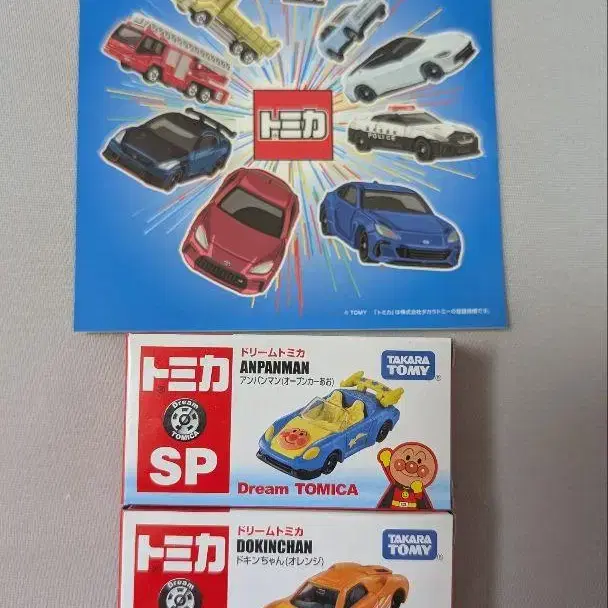 トミカ
POLICE
© TOMY 「トミカ」は株式会社タカラトミーの登録商標です。
トミカ
Dream
TOMICA
SP
ドリームトミカ
ANPANMAN
アンパンマン(オープンカーあお)
TAKARA
TOMY
Dream TOMICA
トミカ
Dream
TOMICA
ドリームトミカ
DOKINCHAN
ドキンちゃん(オレンジ)
TAKARA
TOMY